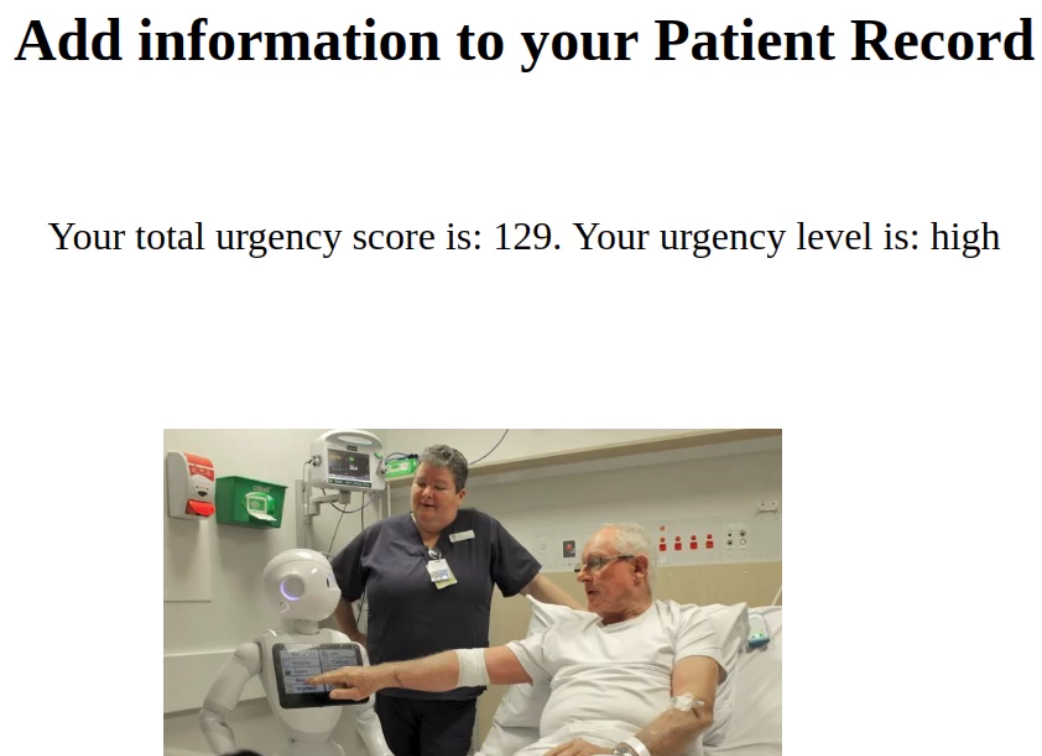 Add information to your Patient Record
Your total urgency score is: 129. Your urgency level is: high